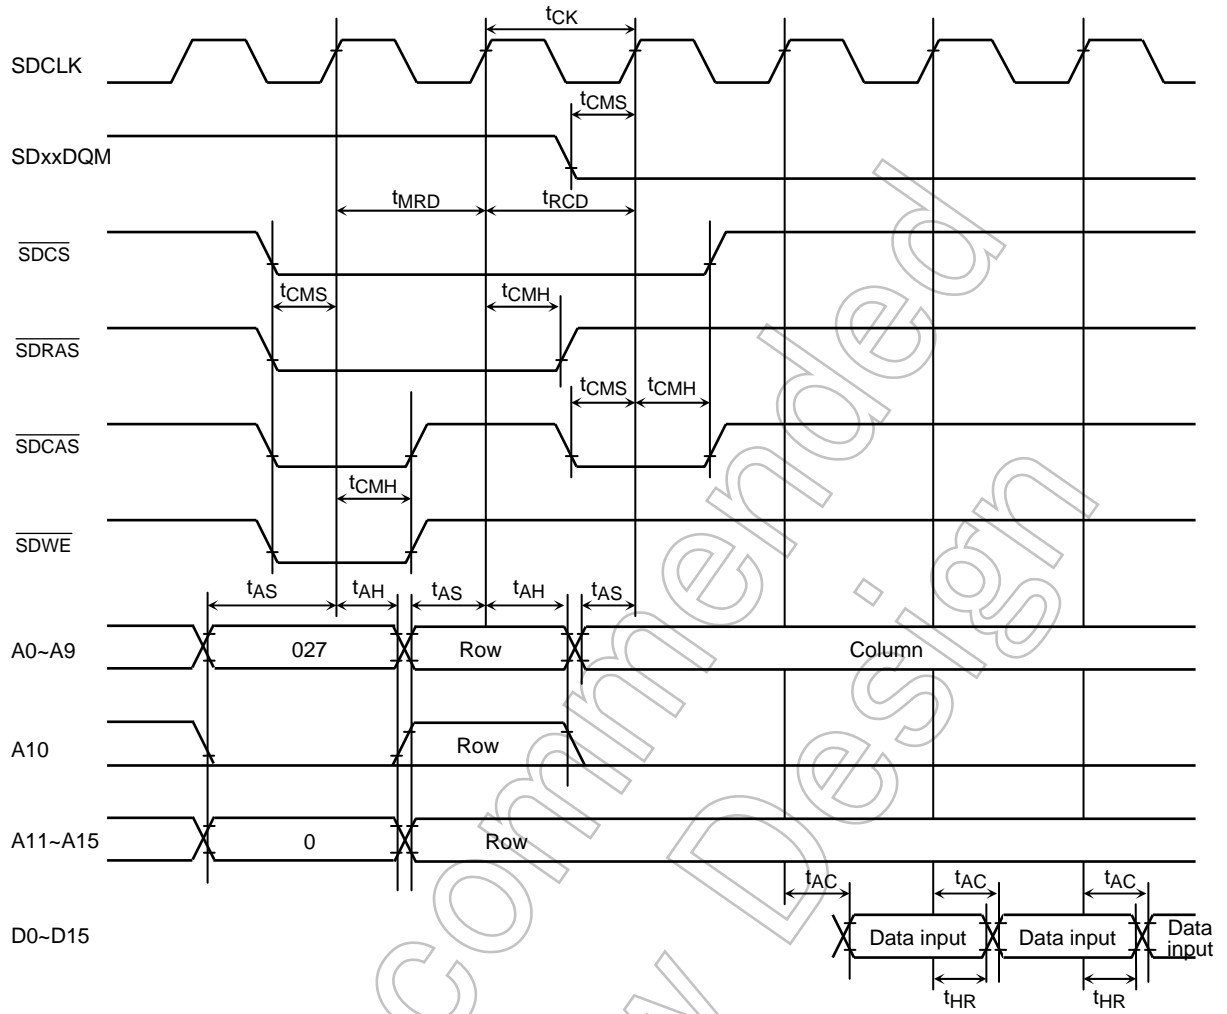 tCK
SDCLK
tCMS
SDxxDQM
tMRD tRCD
SDCS
tCMS tCMH
SDRAS
tCMS tCMH
SDCAS
tCMH
SDWE
tAS tAH tAS tAH tAS
A0~A9 027 Row Column
A10 Row
A11~A15 0 Row
tAC tAC tAC
D0~D15 Data input Data input Data input
tHR tHR
commended
w Design